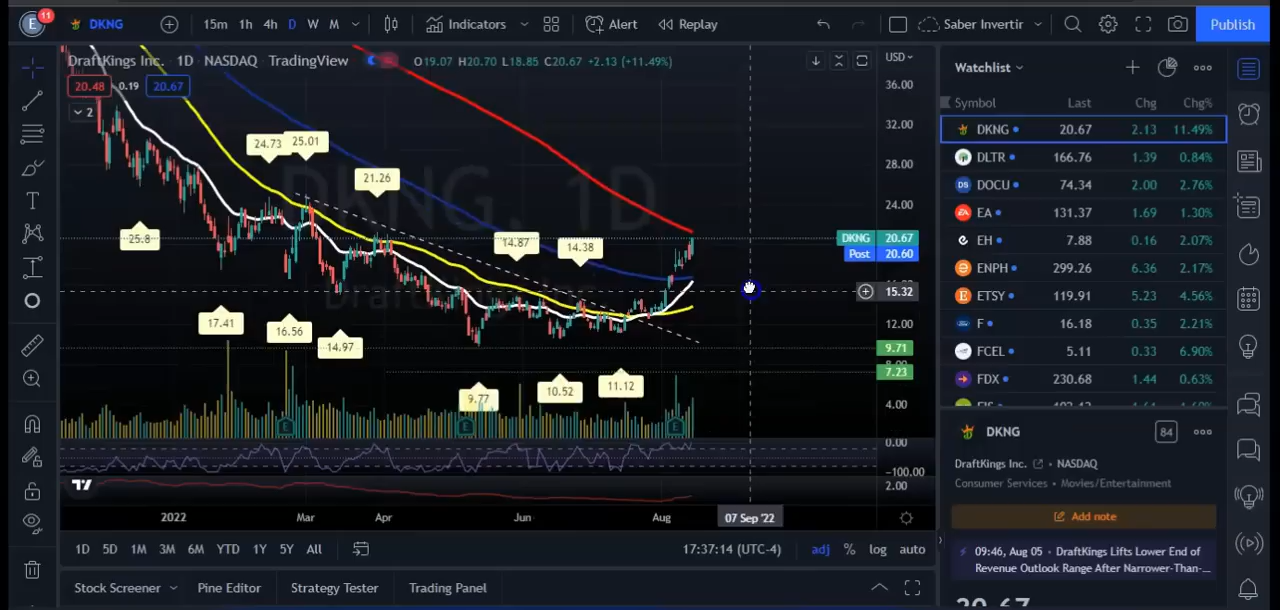 E 11 DKNG 15m 1h 4h D W M Indicators Alert Replay Saber Invertir Publish
DraftKings Inc. · 1D · NASDAQ · TradingView O19.07 H20.70 L18.85 C20.67 +2.13 (+11.49%)
20.48 0.19 20.67
2
USD
36.00
32.00
28.00
24.00
DKNG 20.67
Post 20.60
15.32
12.00
9.71
7.23
4.00
0.00
−100.00
2.00
DKNG, 1D
24.73 25.01
21.26
25.8
14.87 14.38
17.41
16.56
14.97
9.77
10.52
11.12
E E E
2022 Mar Apr Jun Aug 07 Sep '22
1D 5D 1M 3M 6M YTD 1Y 5Y All 17:37:14 (UTC-4) adj % log auto
Stock Screener Pine Editor Strategy Tester Trading Panel
Watchlist
Symbol Last Chg Chg%
DKNG 20.67 2.13 11.49%
DLTR 166.76 1.39 0.84%
DS DOCU 74.34 2.00 2.76%
EA EA 131.37 1.69 1.30%
EH 7.88 0.16 2.07%
ENPH 299.26 6.36 2.17%
E ETSY 119.91 5.23 4.56%
F 16.18 0.35 2.21%
FCEL 5.11 0.33 6.90%
FDX 230.68 1.44 0.63%
DKNG 84
DraftKings Inc. · NASDAQ
Consumer Services · Movies/Entertainment
Add note
09:46, Aug 05 · DraftKings Lifts Lower End of
Revenue Outlook Range After Narrower-Than-...
20.67